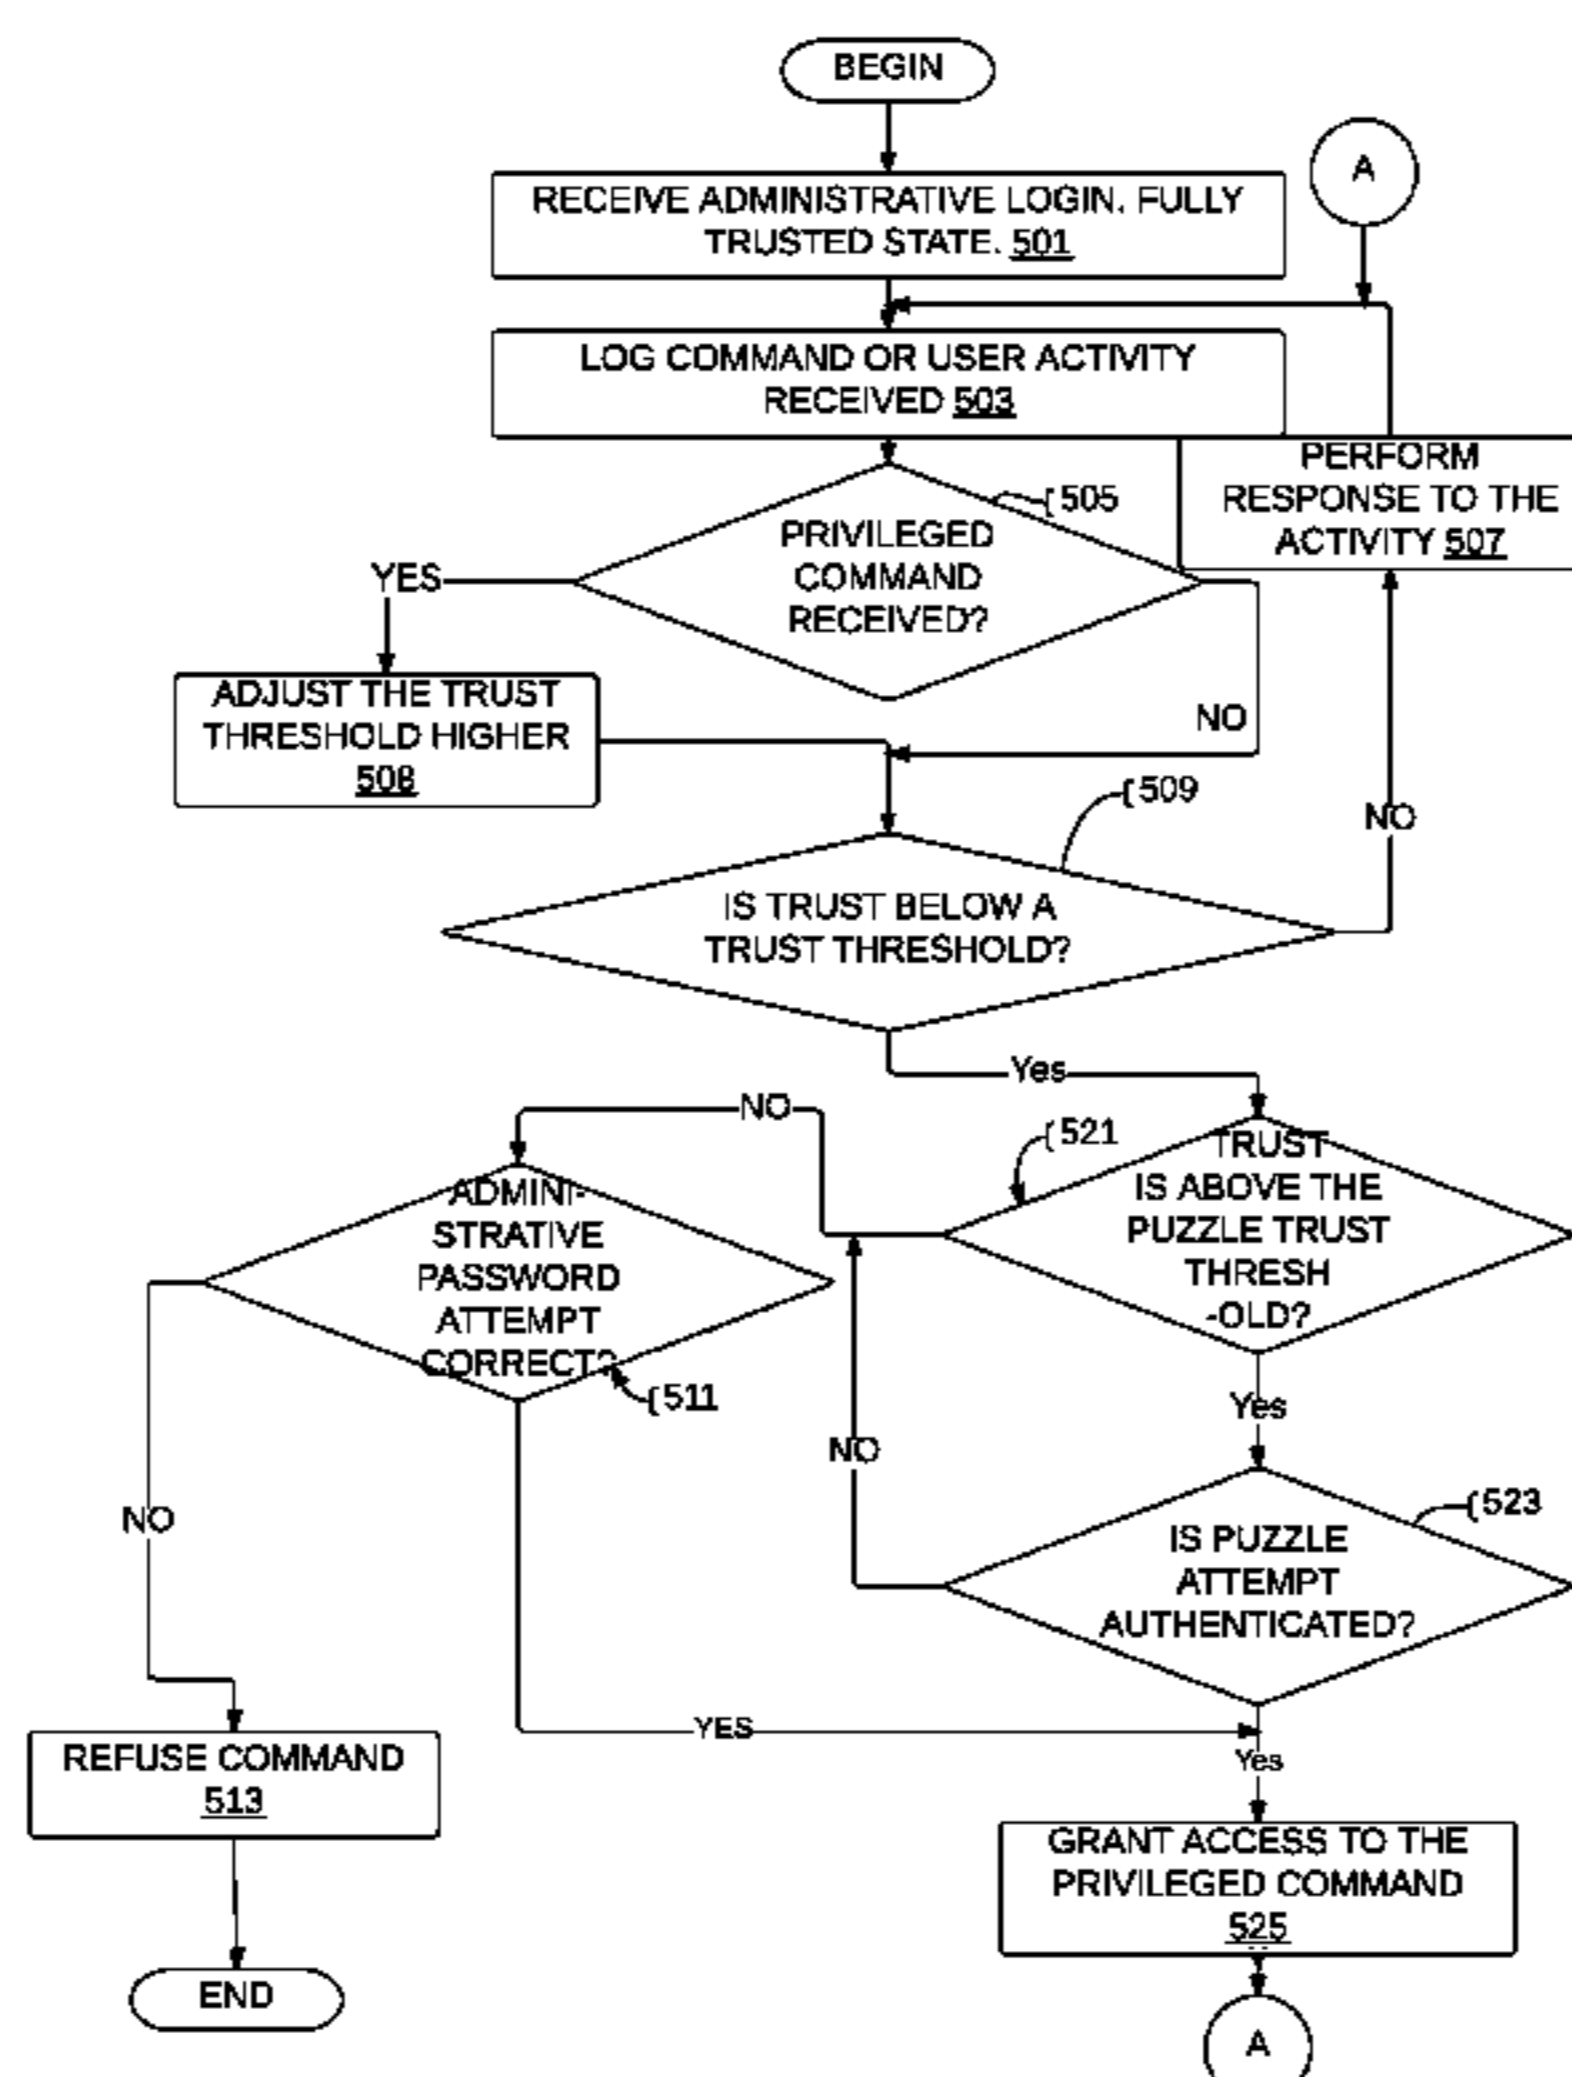 BEGIN
A
RECEIVE ADMINISTRATIVE LOGIN. FULLY
TRUSTED STATE. 501
LOG COMMAND OR USER ACTIVITY
RECEIVED 503
PERFORM
RESPONSE TO THE
ACTIVITY 507
505
PRIVILEGED
COMMAND
RECEIVED?
YES
NO
ADJUST THE TRUST
THRESHOLD HIGHER
508
509
NO
IS TRUST BELOW A
TRUST THRESHOLD?
Yes
NO
521
TRUST
IS ABOVE THE
PUZZLE TRUST
THRESH
-OLD?
ADMINI-
STRATIVE
PASSWORD
ATTEMPT
CORRECT?
511
Yes
NO
NO
523
IS PUZZLE
ATTEMPT
AUTHENTICATED?
YES
Yes
REFUSE COMMAND
513
GRANT ACCESS TO THE
PRIVILEGED COMMAND
525
END
A